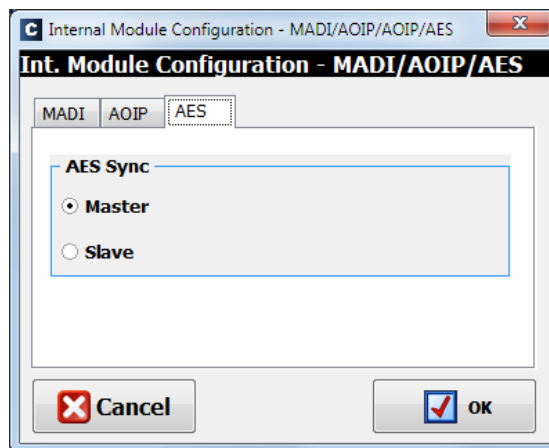 C Internal Module Configuration - MADI/AOIP/AOIP/AES x
Int. Module Configuration - MADI/AOIP/AES
MADI AOIP AES
AES Sync
Master
Slave
Cancel OK